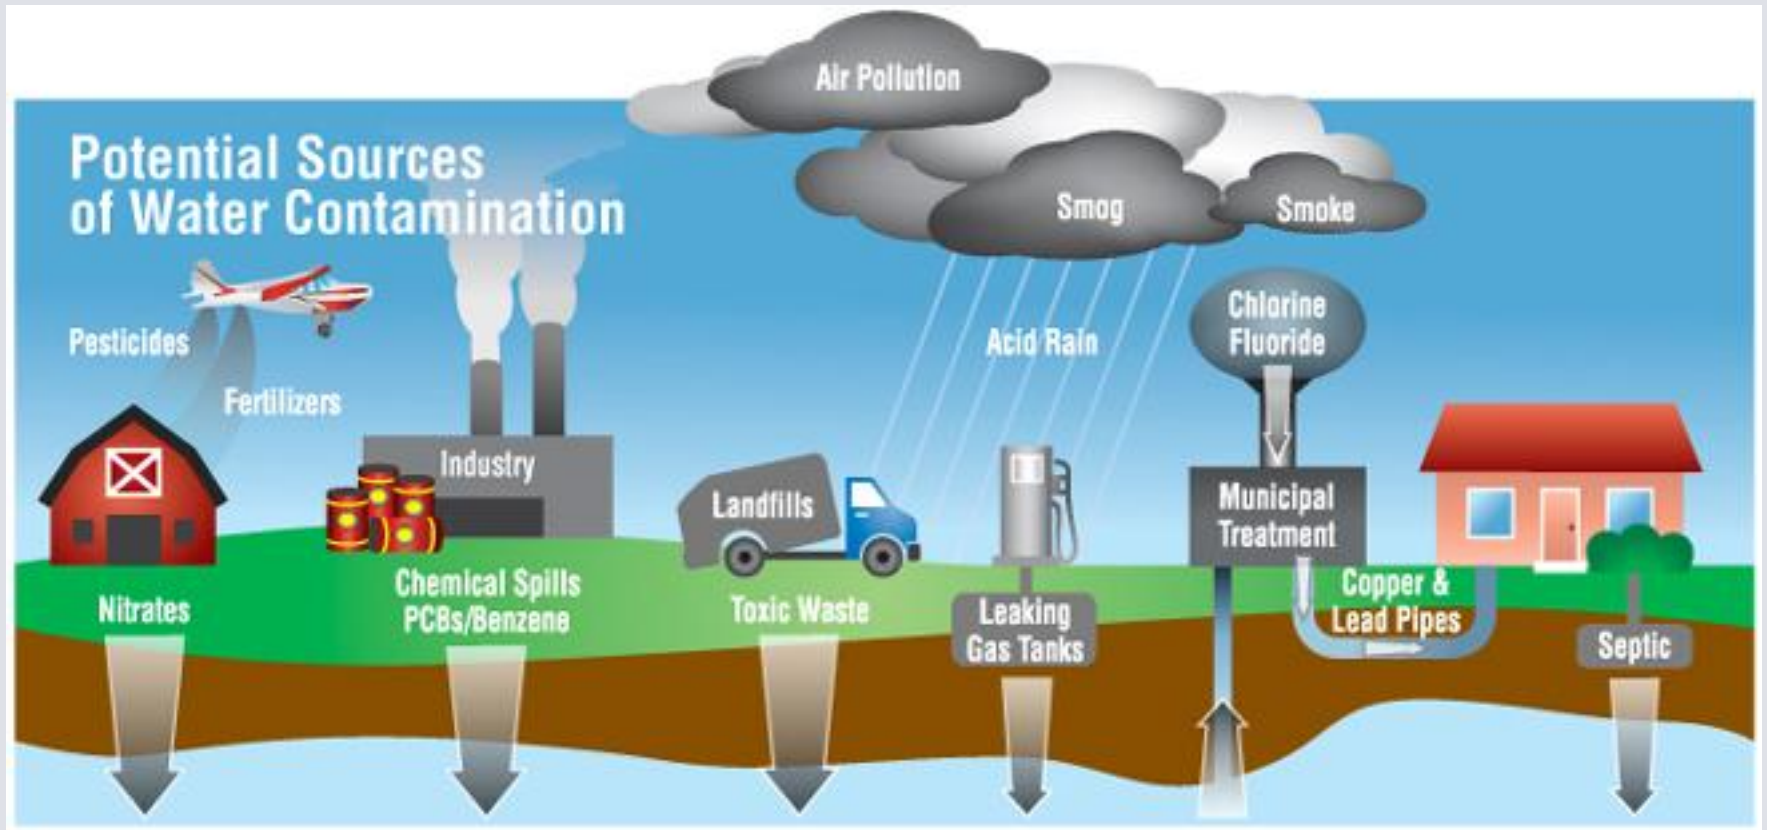 Potential Sources
of Water Contamination
Air Pollution
Smog
Smoke
Pesticides
Fertilizers
Acid Rain
Chlorine
Fluoride
Industry
Landfills
Municipal
Treatment
Nitrates
Chemical Spills
PCBs/Benzene
Toxic Waste
Leaking
Gas Tanks
Copper &
Lead Pipes
Septic